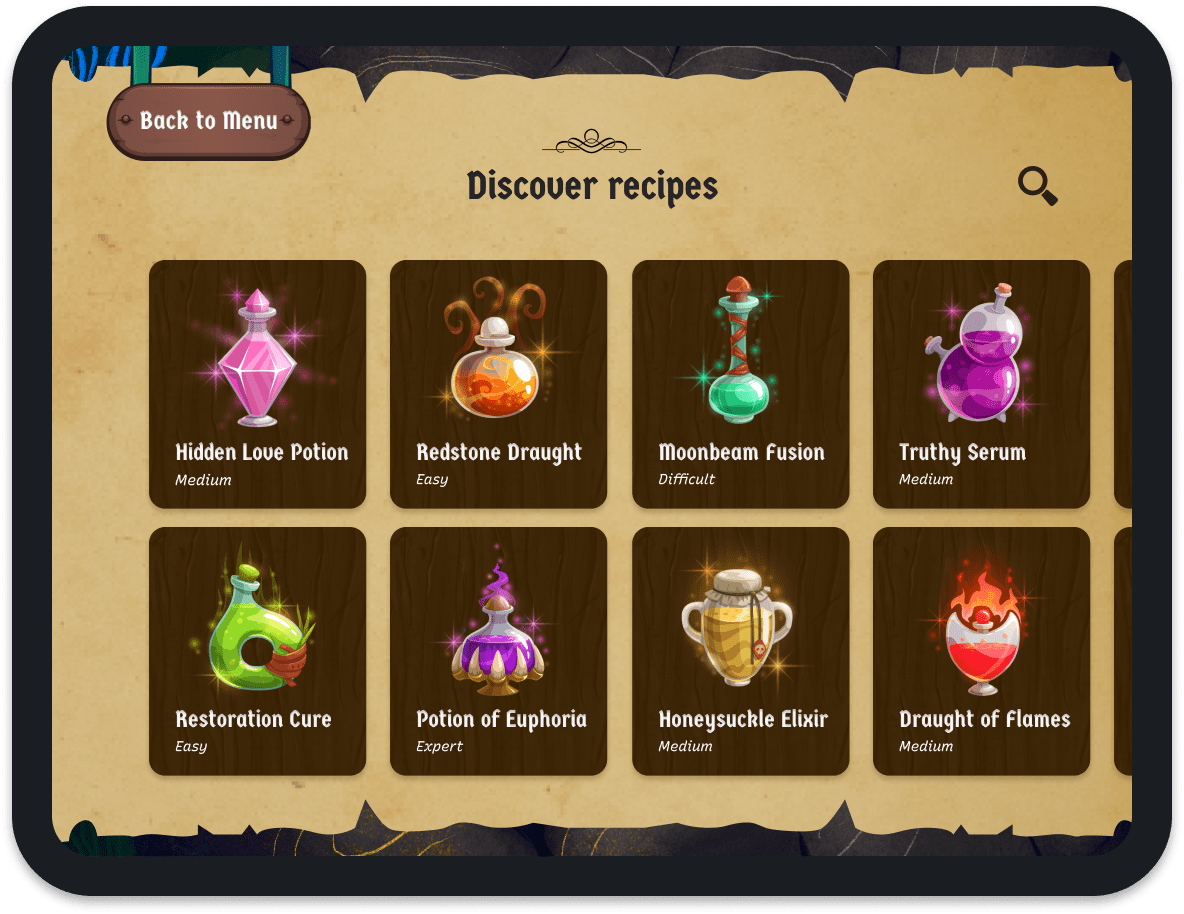 Back to Menu
Discover recipes
Hidden Love Potion
Medium
Redstone Draught
Easy
Moonbeam Fusion
Difficult
Truthy Serum
Medium
Restoration Cure
Easy
Potion of Euphoria
Expert
Honeysuckle Elixir
Medium
Draught of Flames
Medium